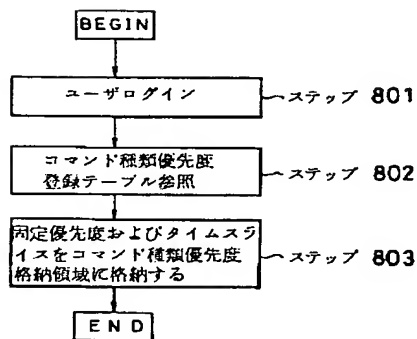 BEGIN
ユーザログイン
ステップ 801
コマンド種類優先度
登録テーブル参照
ステップ 802
固定優先度およびタイムスラ
イスをコマンド種類優先度
格納領域に格納する
ステップ 803
END